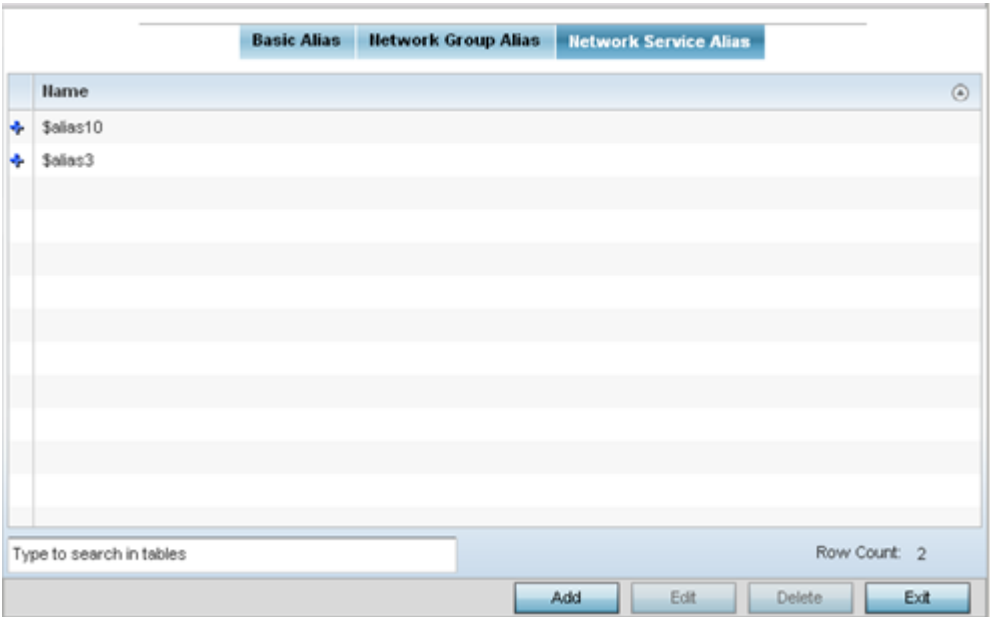 Basic Alias Network Group Alias Network Service Alias
Name
$alias10
$alias3
Type to search in tables Row Count: 2
Add Edit Delete Exit